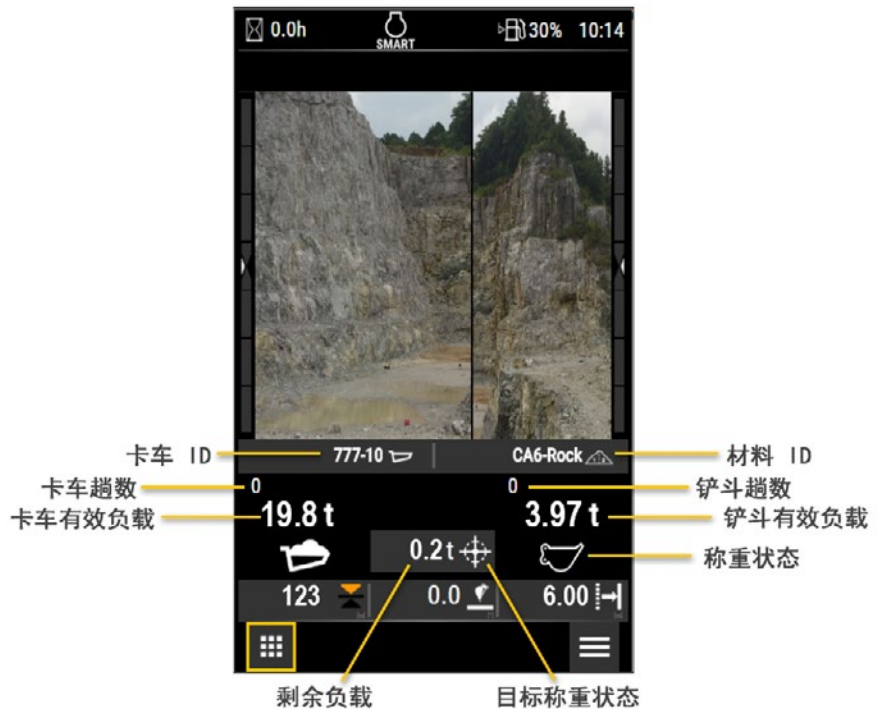 0.0h
SMART
30%
10:14
卡车 ID
777-10
CA6-Rock
材料 ID
卡车趟数
0
0
铲斗趟数
卡车有效负载
19.8 t
3.97 t
铲斗有效负载
0.2 t
称重状态
123
0.0
6.00
剩余负载
目标称重状态